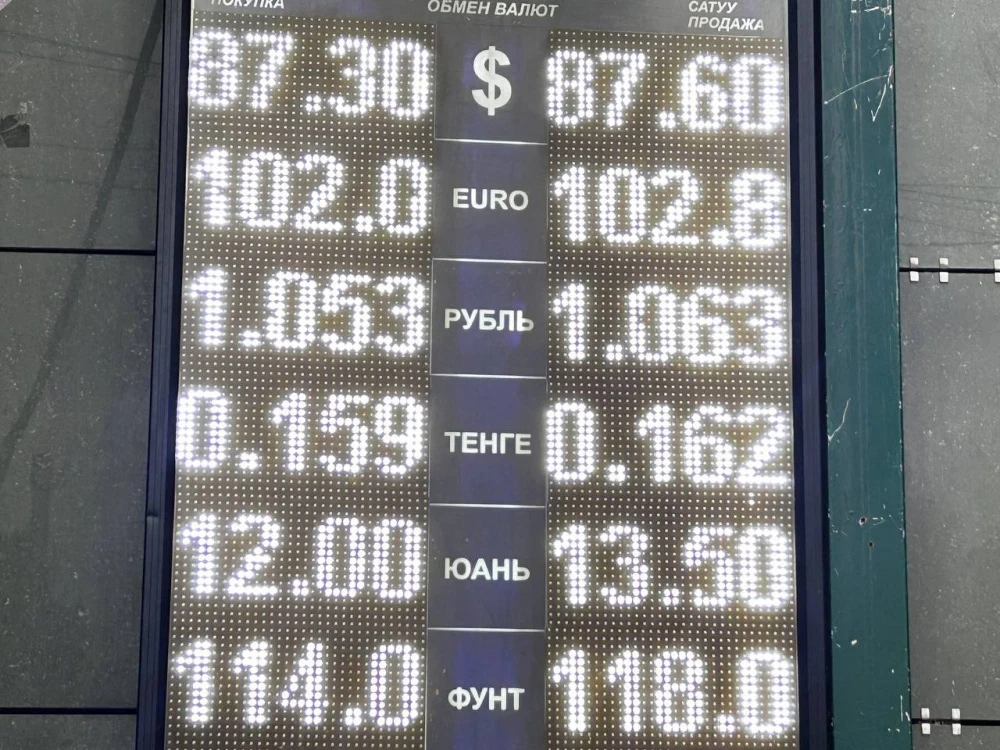 ПОКУПКА ОБМЕН ВАЛЮТ САТУУ
ПРОДАЖА
87.30 $ 87.60
102.0 EURO 102.8
1.053 РУБЛЬ 1.063
0.159 ТЕНГЕ 0.162
12.00 ЮАНЬ 13.50
114.0 ФУНТ 118.0